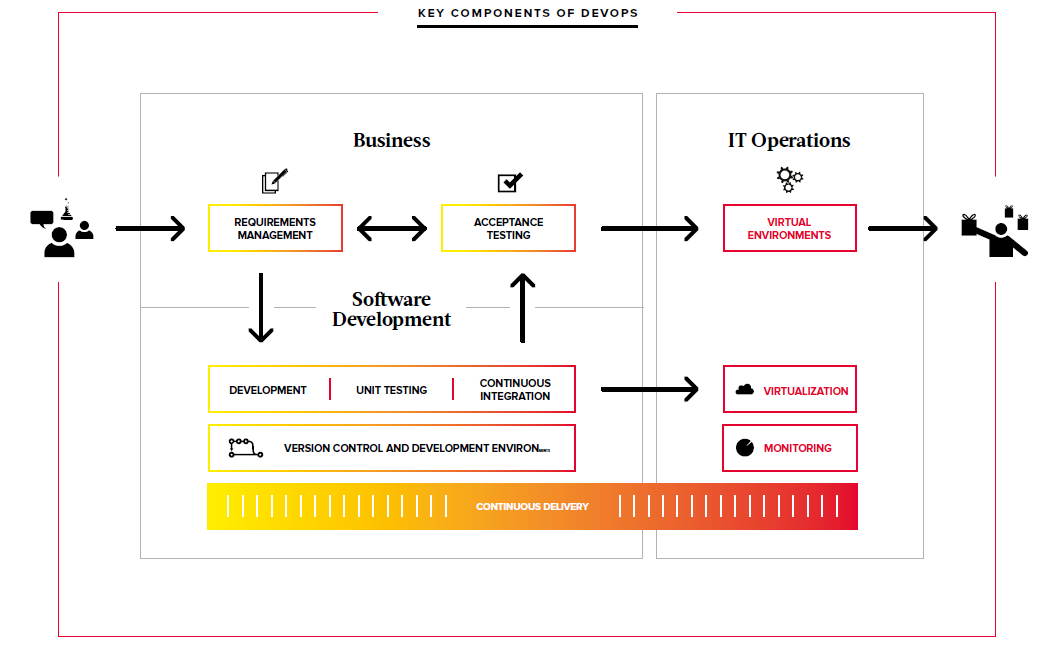 KEY COMPONENTS OF DEVOPS
Business
IT Operations
REQUIREMENTS
MANAGEMENT
ACCEPTANCE
TESTING
VIRTUAL
ENVIRONMENTS
Software
Development
DEVELOPMENT
UNIT TESTING
CONTINUOUS
INTEGRATION
VIRTUALIZATION
VERSION CONTROL AND DEVELOPMENT ENVIRONMENTS
MONITORING
CONTINUOUS DELIVERY